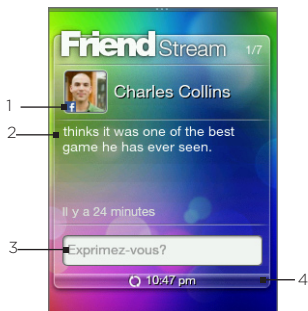 Friend Stream 1/7
1
Charles Collins
2
thinks it was one of the best
game he has ever seen.
Il y a 24 minutes
3
Exprimez-vous?
10:47 pm
4